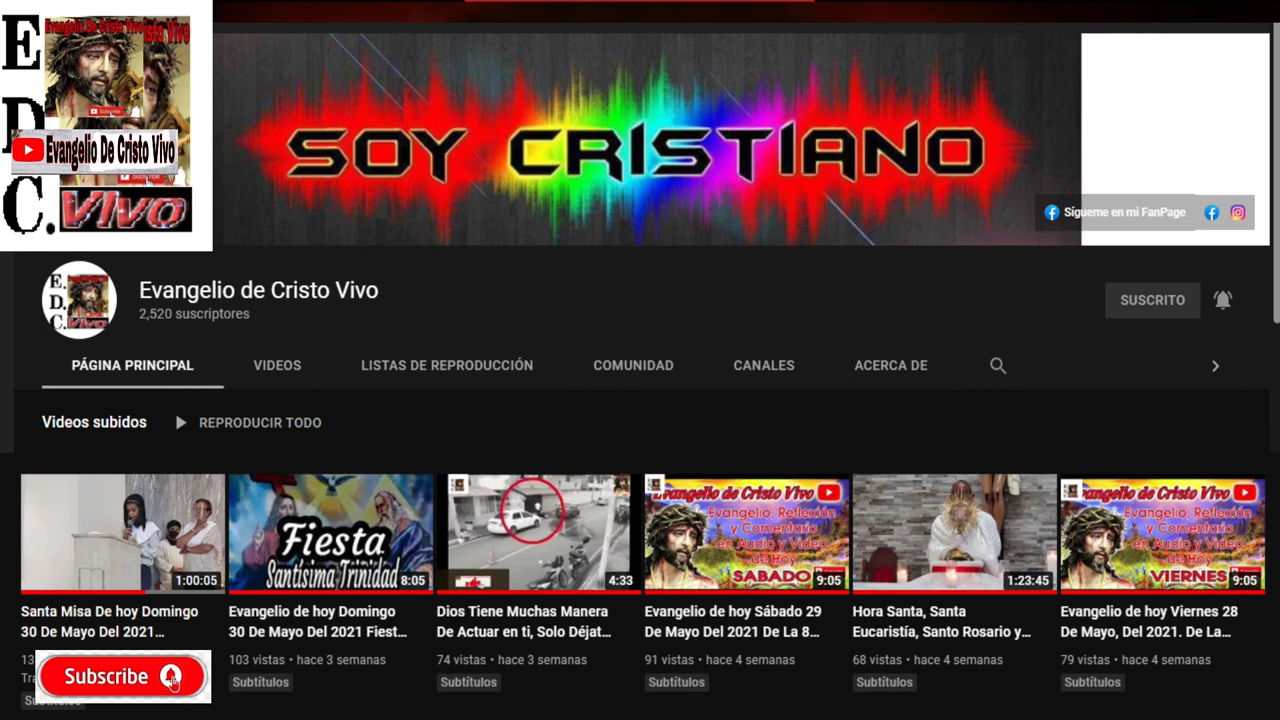 E
D
C.
Evangelio De Cristo Vivo
Evangelio De Cristo Vivo
Vivo
SOY CRISTIANO
Sígueme en mi FanPage
E.
D.
C.
Vivo
Evangelio de Cristo Vivo
2,520 suscriptores
SUSCRITO
PÁGINA PRINCIPAL
VIDEOS
LISTAS DE REPRODUCCIÓN
COMUNIDAD
CANALES
ACERCA DE
Videos subidos
REPRODUCIR TODO
1:00:05
Fiesta
Santísima Trinidad
8:05
4:33
Evangelio de Cristo Vivo
Evangelio, Reflexión
y Comentario
en Audio y Video
de Hoy
SABADO
9:05
1:23:45
Evangelio de Cristo Vivo
Evangelio, Reflexión
y Comentario
en Audio y Video
de Hoy
VIERNES
9:05
Santa Misa De hoy Domingo
30 De Mayo Del 2021...
Evangelio de hoy Domingo
30 De Mayo Del 2021 Fiest...
103 vistas • hace 3 semanas
Subtítulos
Dios Tiene Muchas Manera
De Actuar en ti, Solo Déjat...
74 vistas • hace 3 semanas
Subtítulos
Evangelio de hoy Sábado 29
De Mayo Del 2021 De La 8...
91 vistas • hace 4 semanas
Subtítulos
Hora Santa, Santa
Eucaristía, Santo Rosario y...
68 vistas • hace 4 semanas
Subtítulos
Evangelio de hoy Viernes 28
De Mayo, Del 2021. De La...
79 vistas • hace 4 semanas
Subtítulos
Subscribe